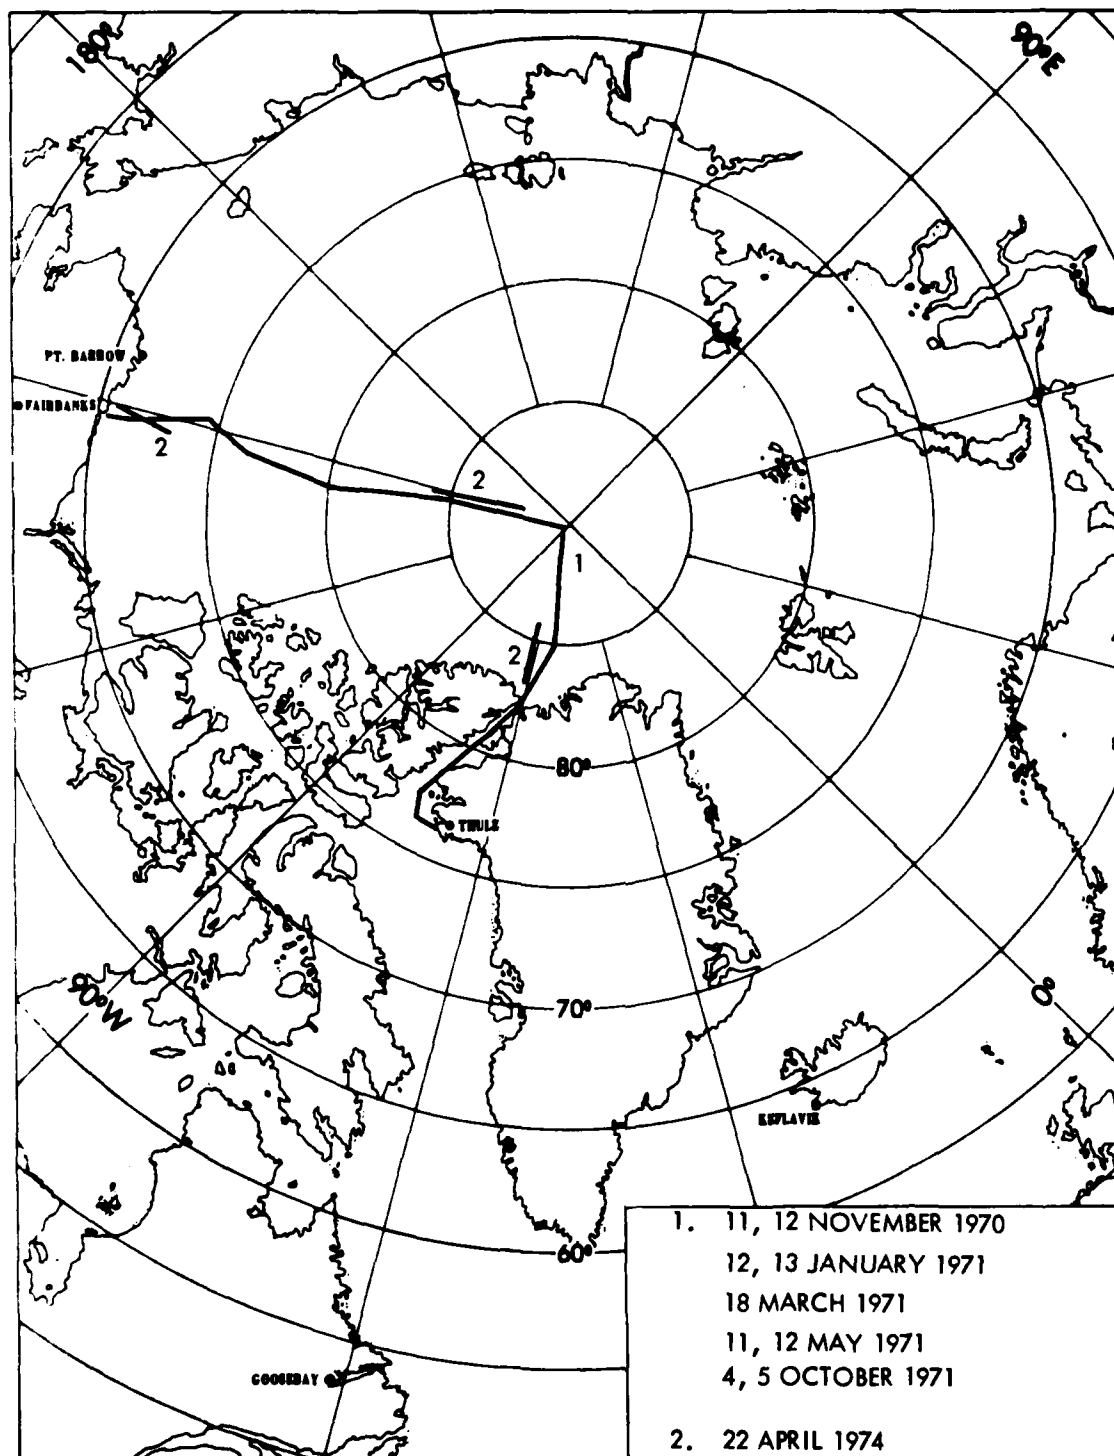 180°
90°E
PT. BARROW
FAIRBANKS
2
2
1
2
80°
THULE
90°W
70°
0°
KEFLAVIK
60°
GOOSEBAY
1. 11, 12 NOVEMBER 1970
12, 13 JANUARY 1971
18 MARCH 1971
11, 12 MAY 1971
4, 5 OCTOBER 1971
2. 22 APRIL 1974